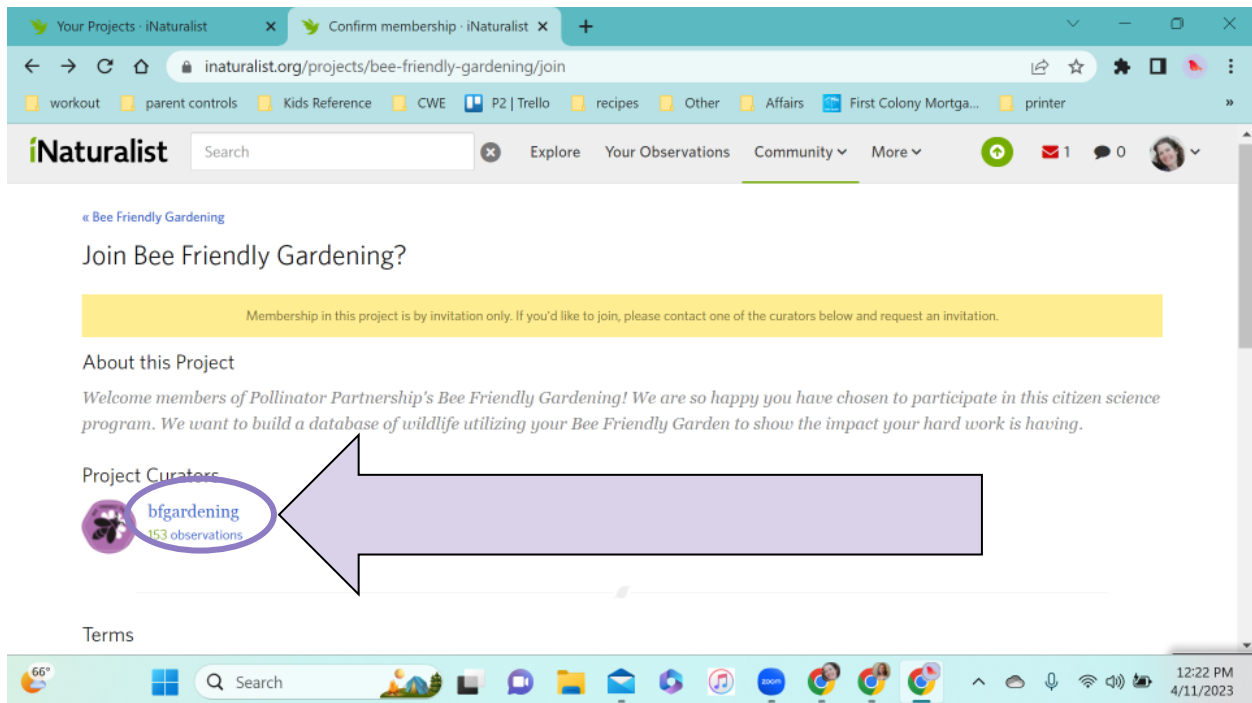 Your Projects · iNaturalist
Confirm membership · iNaturalist
inaturalist.org/projects/bee-friendly-gardening/join
workout parent controls Kids Reference CWE P2 | Trello recipes Other Affairs First Colony Mortga... printer »
iNaturalist Search Explore Your Observations Community More 1 0
« Bee Friendly Gardening
Join Bee Friendly Gardening?
Membership in this project is by invitation only. If you'd like to join, please contact one of the curators below and request an invitation.
About this Project
Welcome members of Pollinator Partnership's Bee Friendly Gardening! We are so happy you have chosen to participate in this citizen science
program. We want to build a database of wildlife utilizing your Bee Friendly Garden to show the impact your hard work is having.
Project Curators
bfgardening
153 observations
Terms
66°
Search
zoom
12:22 PM
4/11/2023